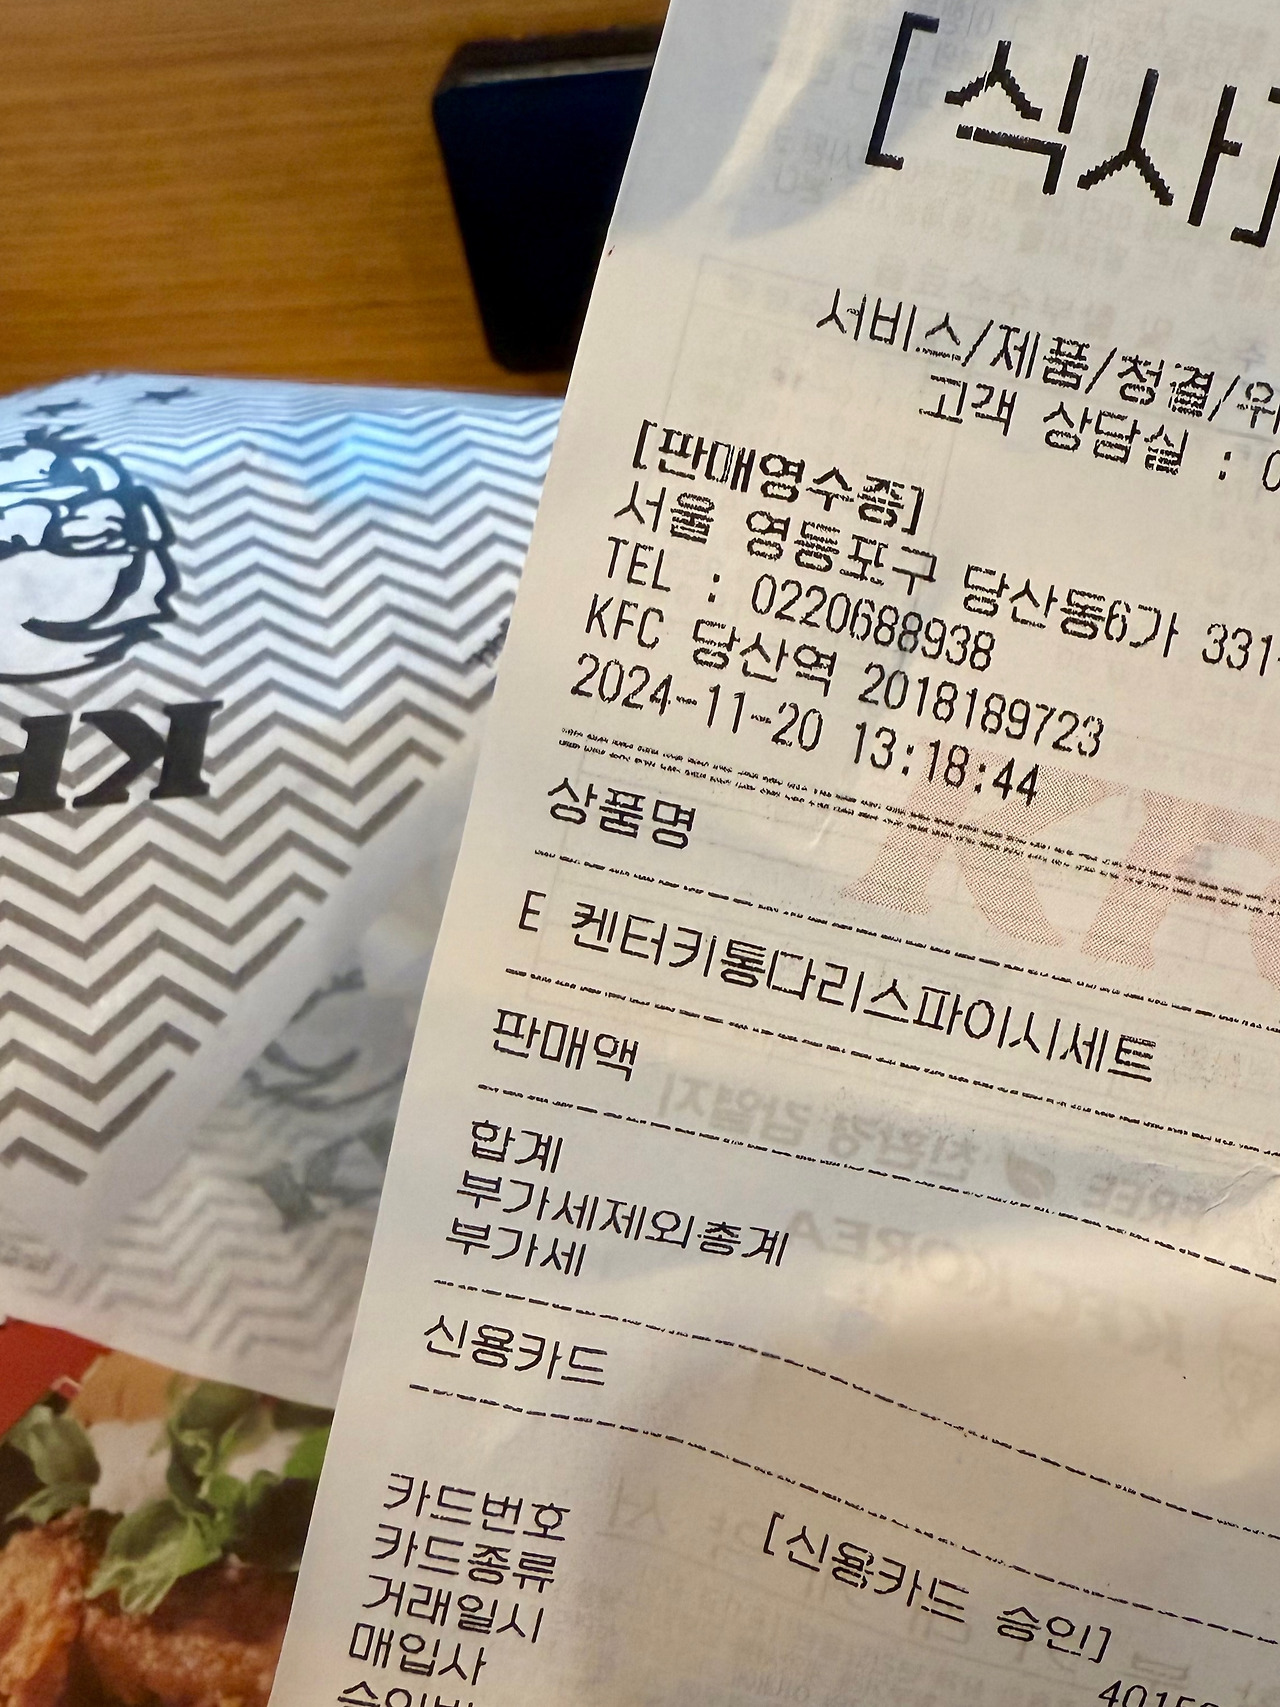 [식사]
서비스/제품/청결/위
고객 상담실 : 0
[판매영수증]
서울 영등포구 당산동6가 331-
TEL : 0220688938
KFC 당산역 2018189723
2024-11-20 13:18:44
상품명
E 켄터키통다리스파이시세트
판매액
합계
부가세제외총계
부가세
신용카드
[신용카드 승인]
카드번호
카드종류
거래일시
매입사
KF
KF